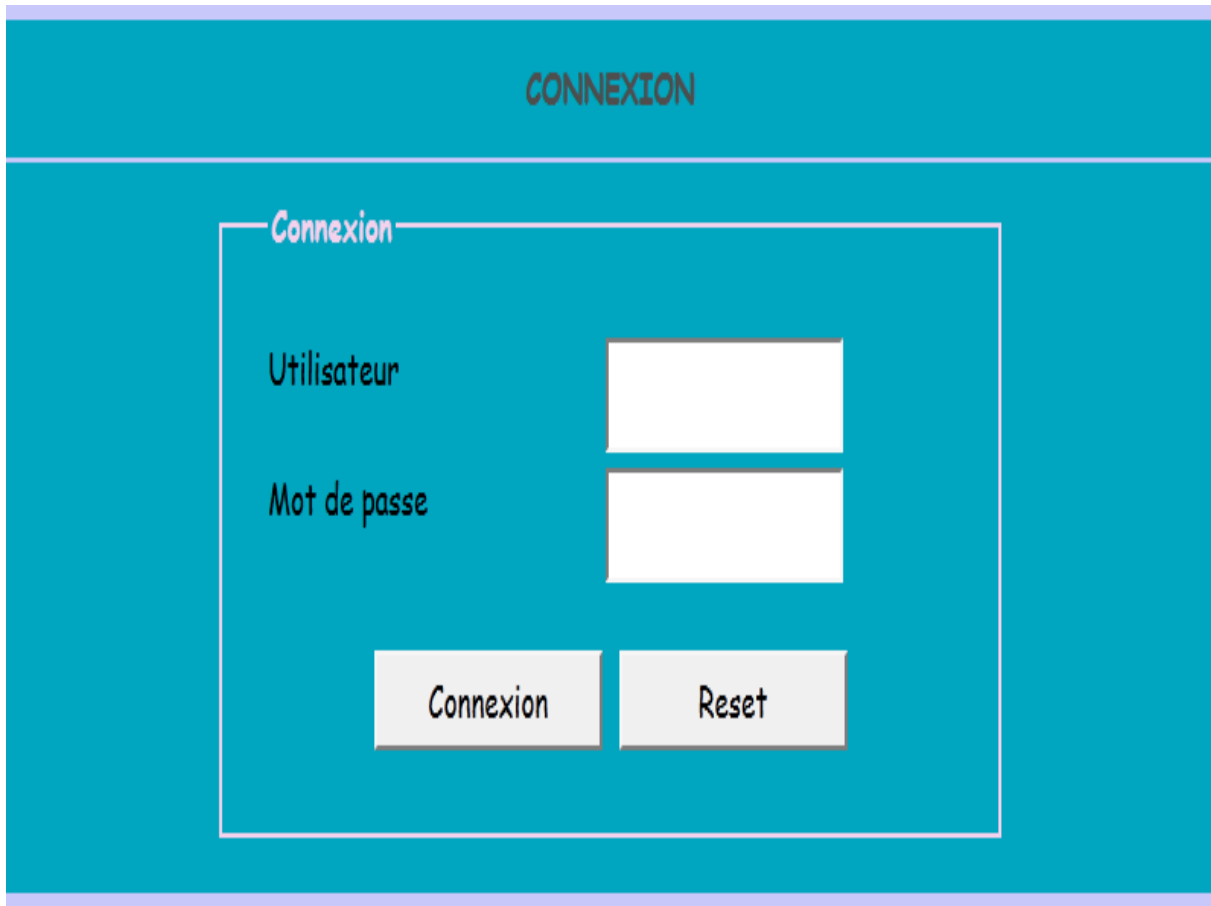 CONNEXION
Connexion
Utilisateur
Mot de passe
Connexion Reset